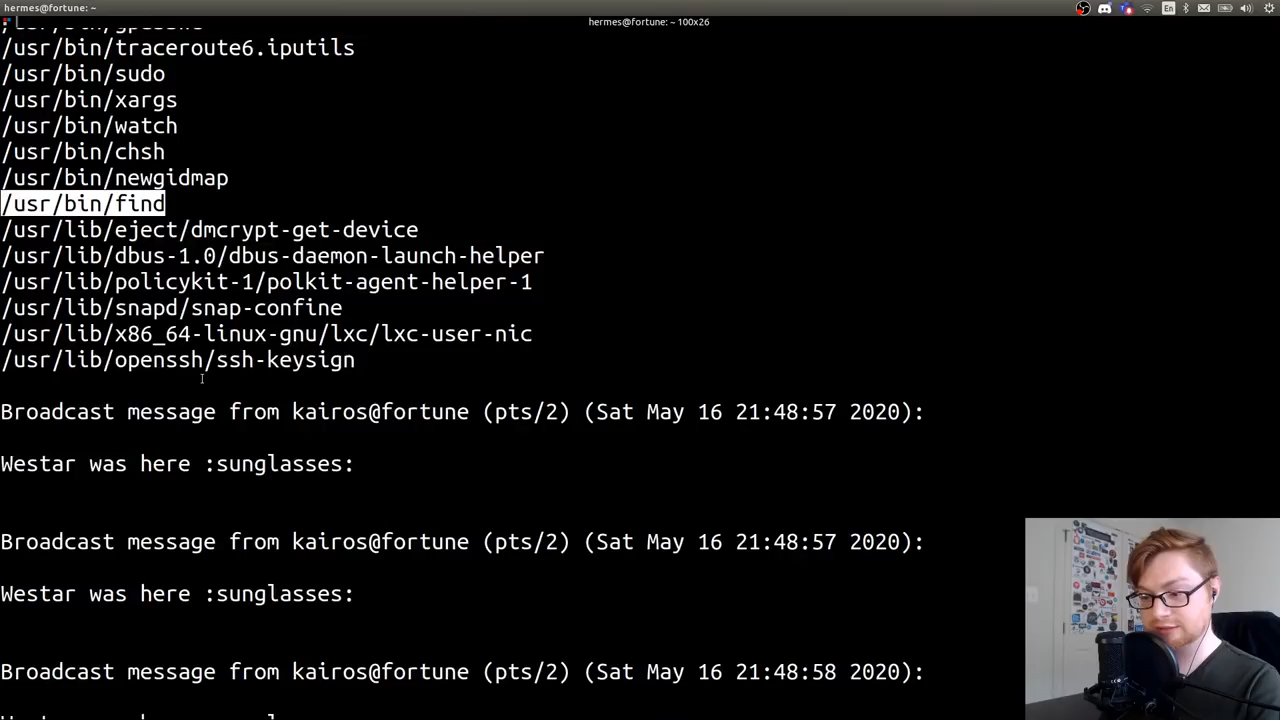 hermes@fortune: ~
hermes@fortune: ~ 100x26
En
/usr/bin/traceroute6.iputils
/usr/bin/sudo
/usr/bin/xargs
/usr/bin/watch
/usr/bin/chsh
/usr/bin/newgidmap
/usr/bin/find
/usr/lib/eject/dmcrypt-get-device
/usr/lib/dbus-1.0/dbus-daemon-launch-helper
/usr/lib/policykit-1/polkit-agent-helper-1
/usr/lib/snapd/snap-confine
/usr/lib/x86_64-linux-gnu/lxc/lxc-user-nic
/usr/lib/openssh/ssh-keysign
Broadcast message from kairos@fortune (pts/2) (Sat May 16 21:48:57 2020):
Westar was here :sunglasses:
Broadcast message from kairos@fortune (pts/2) (Sat May 16 21:48:57 2020):
Westar was here :sunglasses:
Broadcast message from kairos@fortune (pts/2) (Sat May 16 21:48:58 2020):